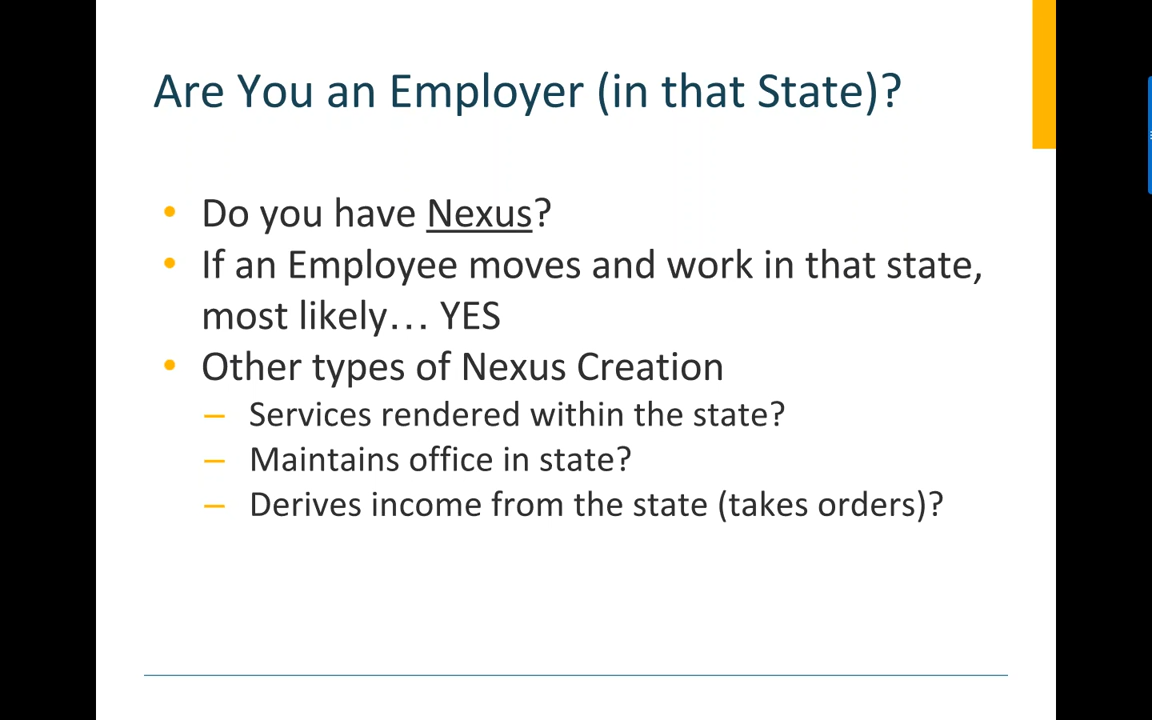 Are You an Employer (in that State)?
• Do you have Nexus?
• If an Employee moves and work in that state,
most likely… YES
• Other types of Nexus Creation
– Services rendered within the state?
– Maintains office in state?
– Derives income from the state (takes orders)?